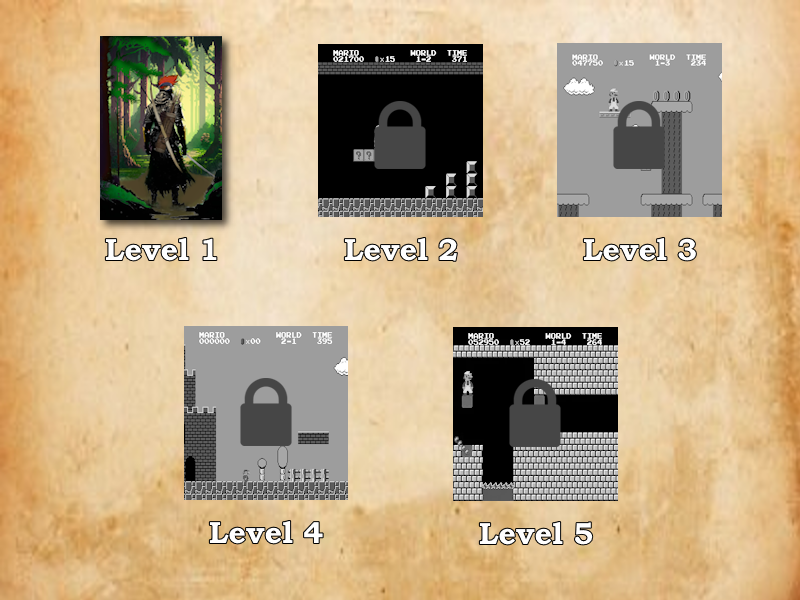 MARIO WORLD TIME
021700 x15 1-2 371
? ?
MARIO WORLD TIME
047750 x15 1-3 234
Level 1
Level 2
Level 3
MARIO WORLD TIME
000000 x00 2-1 395
MARIO WORLD TIME
052950 x52 1-4 264
Level 4
Level 5